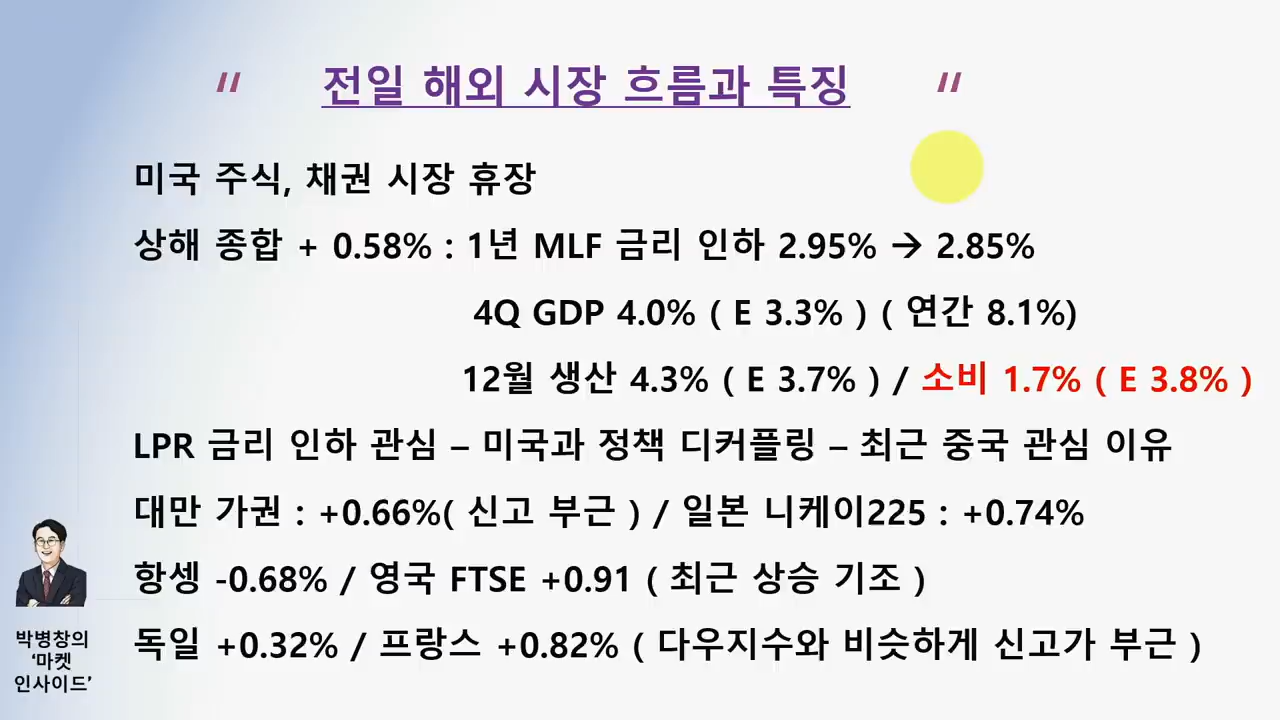 " 전일 해외 시장 흐름과 특징 "
미국 주식, 채권 시장 휴장
상해 종합 + 0.58% : 1년 MLF 금리 인하 2.95% → 2.85%
4Q GDP 4.0% ( E 3.3% ) ( 연간 8.1%)
12월 생산 4.3% ( E 3.7% ) / 소비 1.7% ( E 3.8% )
LPR 금리 인하 관심 – 미국과 정책 디커플링 – 최근 중국 관심 이유
대만 가권 : +0.66%( 신고 부근 ) / 일본 니케이225 : +0.74%
항셍 -0.68% / 영국 FTSE +0.91 ( 최근 상승 기조 )
독일 +0.32% / 프랑스 +0.82% ( 다우지수와 비슷하게 신고가 부근 )
박병창의
‘마켓
인사이드’